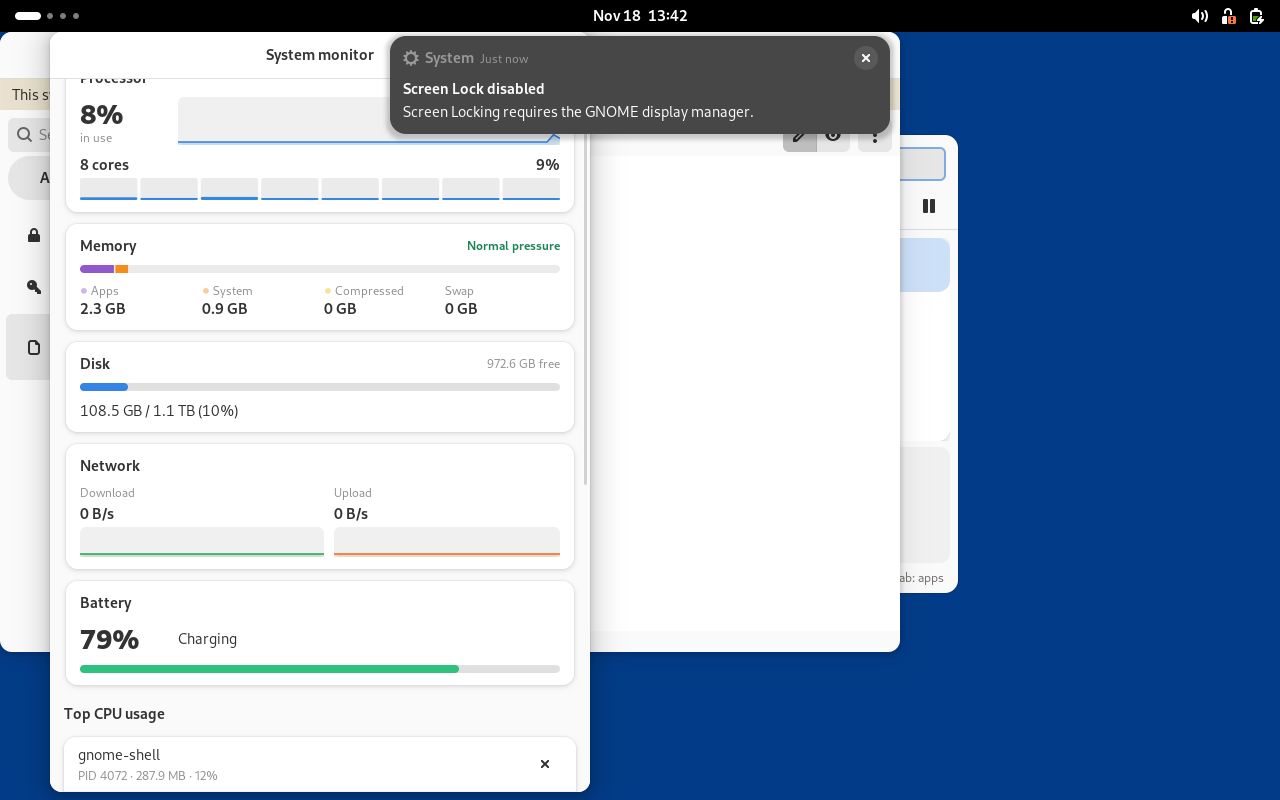 Nov 18 13:42
System monitor
System Just now
Screen Lock disabled
Screen Locking requires the GNOME display manager.
This s
Processor
8%
in use
8 cores 9%
Memory Normal pressure
Apps System Compressed Swap
2.3 GB 0.9 GB 0 GB 0 GB
Disk 972.6 GB free
108.5 GB / 1.1 TB (10%)
Network
Download Upload
0 B/s 0 B/s
Battery
79% Charging
ab: apps
Top CPU usage
gnome-shell
PID 4072 · 287.9 MB · 12%